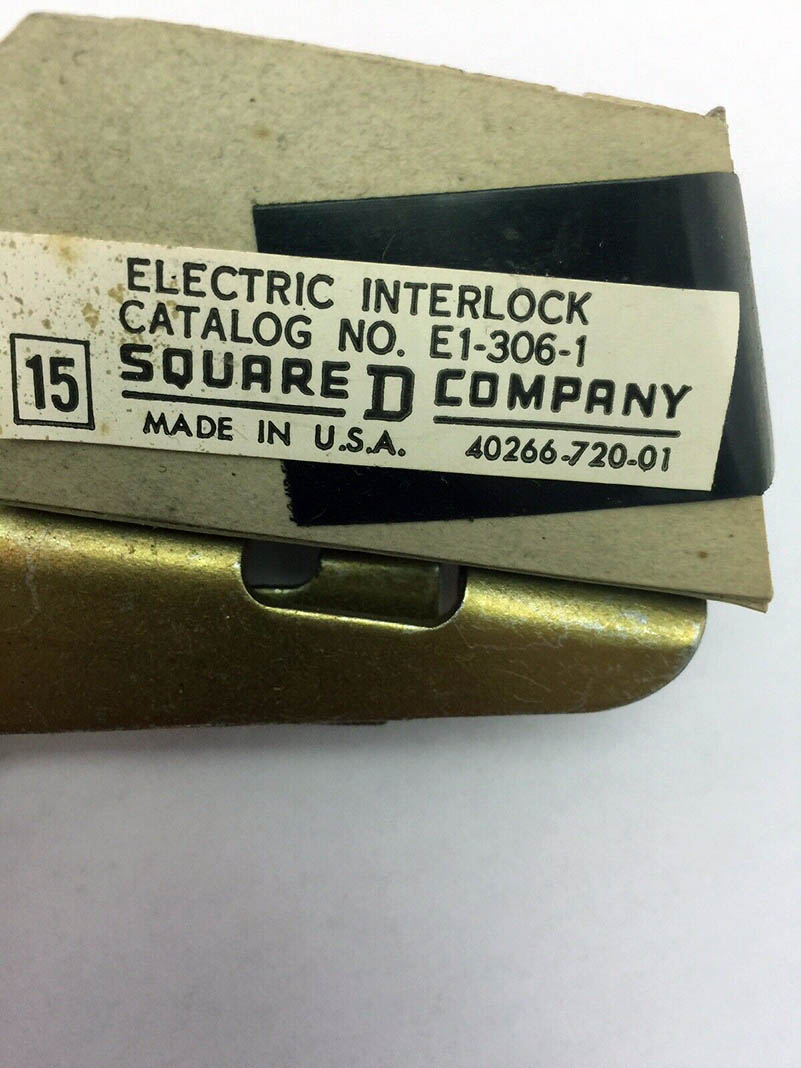 ELECTRIC INTERLOCK
CATALOG NO. E1-306-1
15 SQUARE D COMPANY
MADE IN U.S.A. 40266-720-01